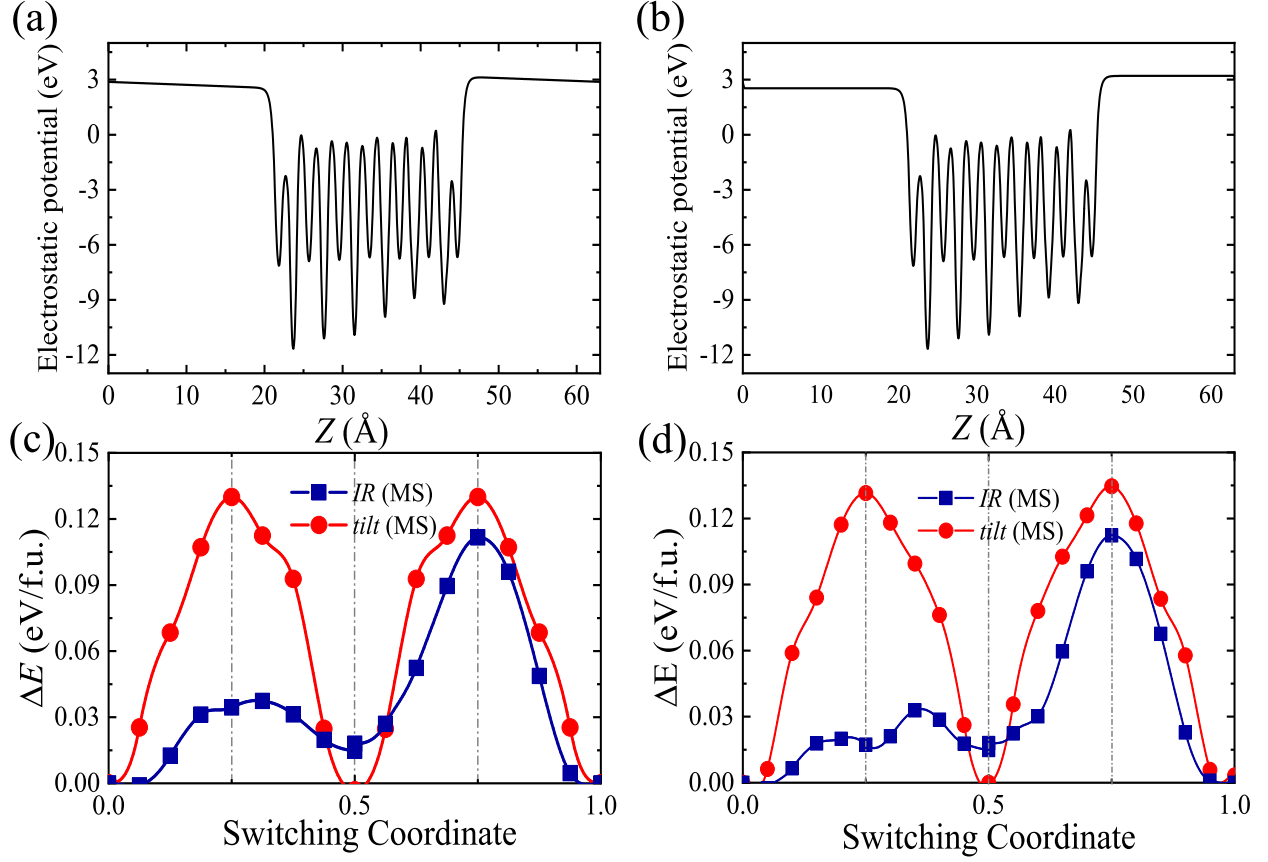 (a)
Electrostatic potential (eV)
3
0
-3
-6
-9
-12
0 10 20 30 40 50 60
Z (Å)
(b)
Electrostatic potential (eV)
3
0
-3
-6
-9
-12
0 10 20 30 40 50 60
Z (Å)
(c)
ΔE (eV/f.u.)
0.15
0.12
0.09
0.06
0.03
0.00
IR (MS)
tilt (MS)
0.0 0.5 1.0
Switching Coordinate
(d)
ΔE (eV/f.u.)
0.15
0.12
0.09
0.06
0.03
0.00
IR (MS)
tilt (MS)
0.0 0.5 1.0
Switching Coordinate